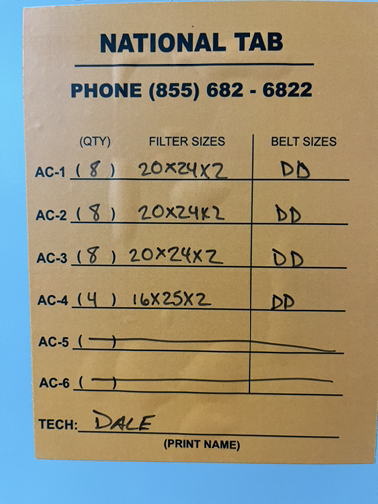 NATIONAL TAB
PHONE (855) 682 - 6822
(QTY) FILTER SIZES BELT SIZES
AC-1 ( 8 ) 20X24X2 DD
AC-2 ( 8 ) 20X24X2 DD
AC-3 ( 8 ) 20X24X2 DD
AC-4 ( 4 ) 16X25X2 DD
AC-5 ( — )
AC-6 ( — )
TECH: DALE
(PRINT NAME)